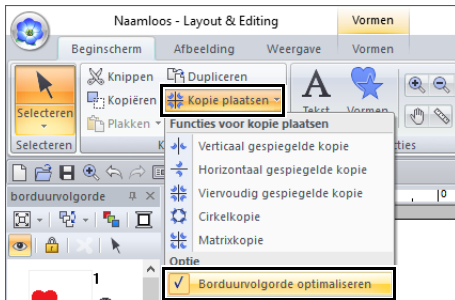 Naamloos - Layout & Editing
Vormen
Beginscherm Afbeelding Weergave Vormen
Knippen
Dupliceren
Kopiëren
Kopie plaatsen
Plakken
Selecteren
Tekst Vormen
Selecteren
Functies voor kopie plaatsen
Verticaal gespiegelde kopie
Horizontaal gespiegelde kopie
Viervoudig gespiegelde kopie
Cirkelkopie
Matrixkopie
Optie
Borduurvolgorde optimaliseren
borduurvolgorde
0
1